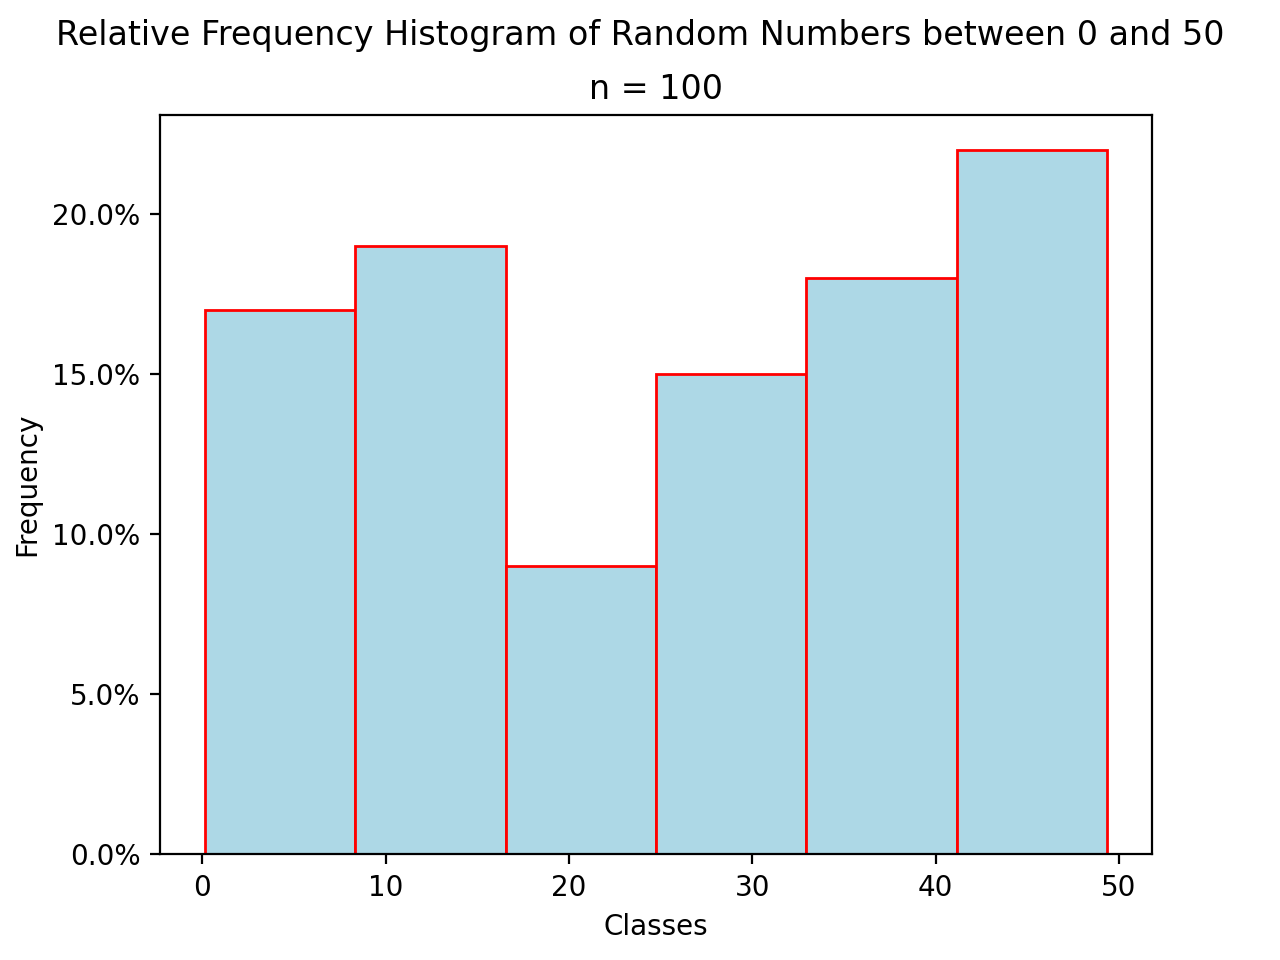 Relative Frequency Histogram of Random Numbers between 0 and 50
n = 100
20.0%
15.0%
10.0%
5.0%
0.0%
Frequency
0 10 20 30 40 50
Classes